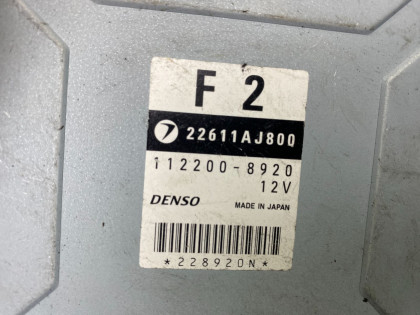 F 2
22611AJ800
112200-8920
12V
DENSO MADE IN JAPAN
*228920N*